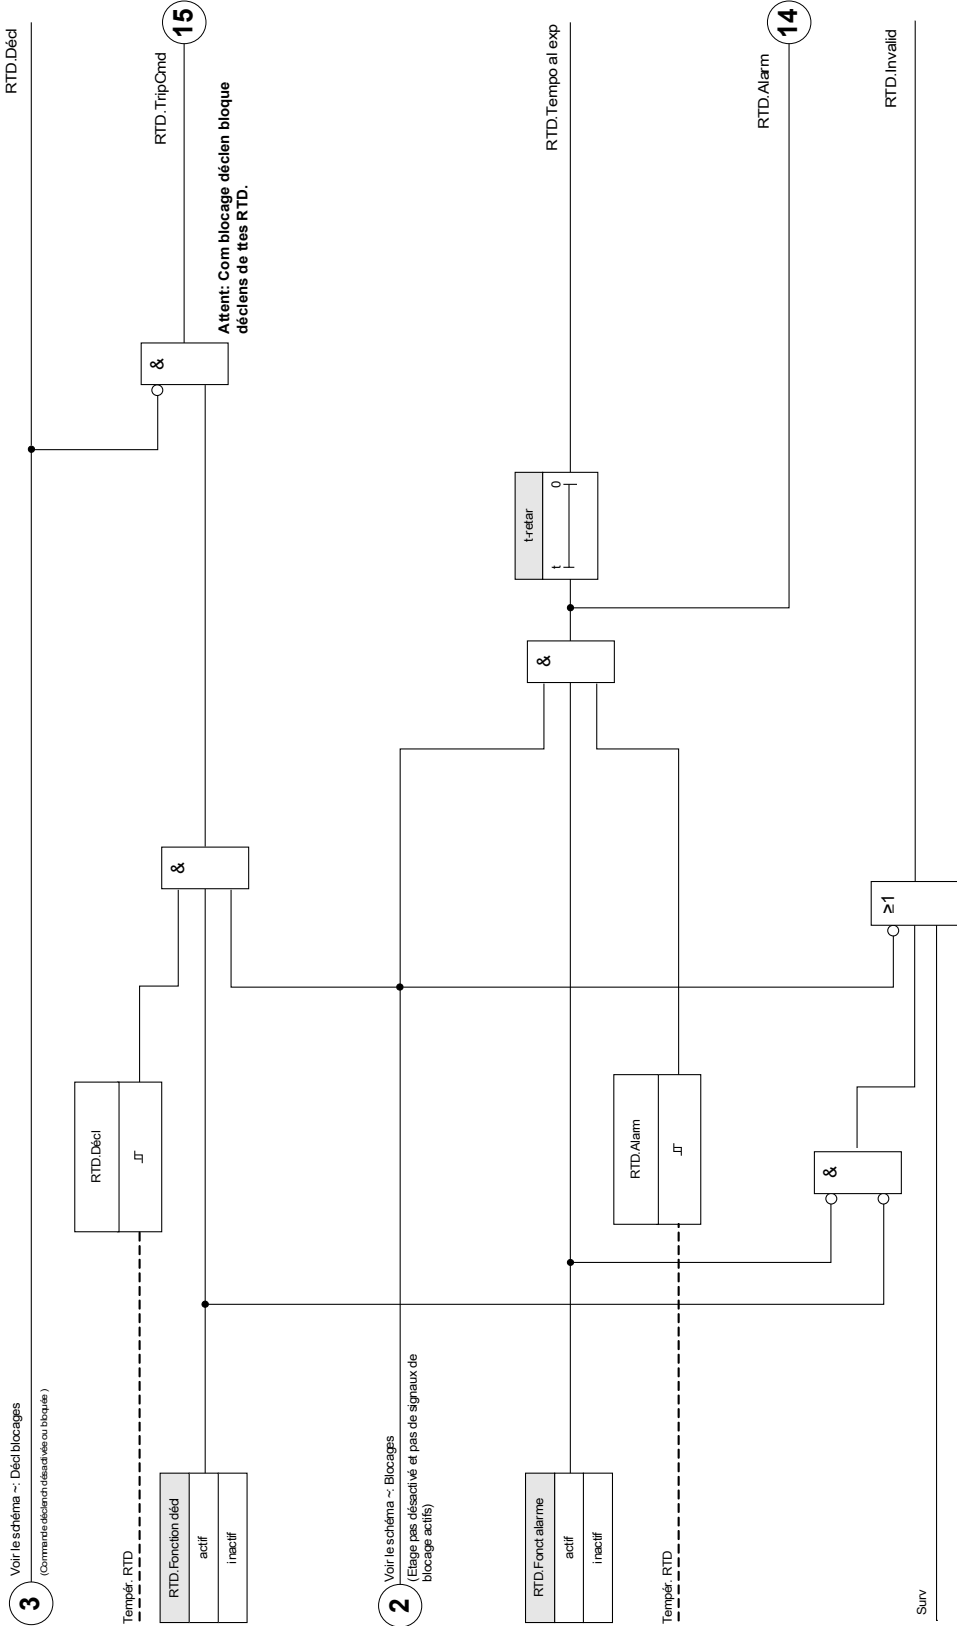 3
Voir le schéma ~: Décl blocages
(Commande déclench désactivée ou bloquée)
RTD.Décl
Tempér. RTD
RTD.Décl
RTD.Fonction décl
actif
inactif
&
&
RTD.TripCmd
15
Attent: Com blocage déclen bloque
déclens de ttes RTD.
2
Voir le schéma ~: Blocages
(Etage pas désactivé et pas de signaux de
blocage actifs)
RTD.Fonct alarme
actif
inactif
&
t-retar
t
0
RTD.Tempo al exp
Tempér. RTD
RTD.Alarm
RTD.Alarm
14
&
≥1
RTD.Invalid
Surv